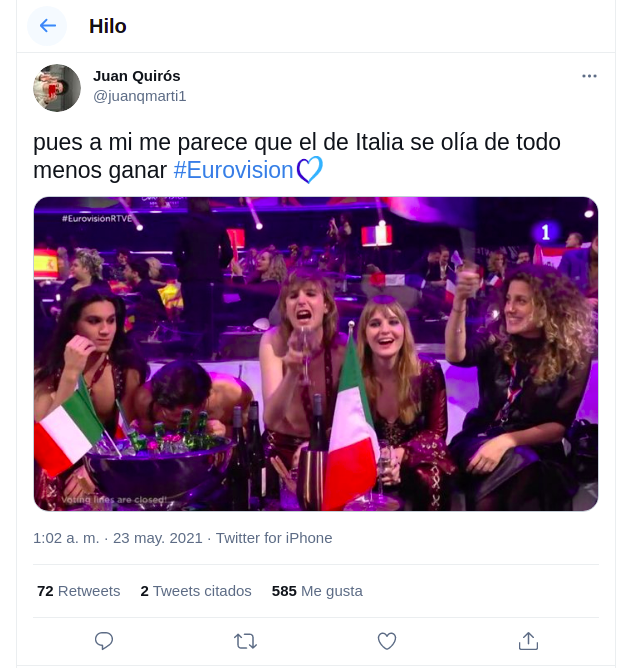 Hilo
Juan Quirós
@juanqmarti1
pues a mi me parece que el de Italia se olía de todo
menos ganar #Eurovision
#EurovisiónRTVE
1
Voting lines are closed!
1:02 a. m. · 23 may. 2021 · Twitter for iPhone
72 Retweets 2 Tweets citados 585 Me gusta